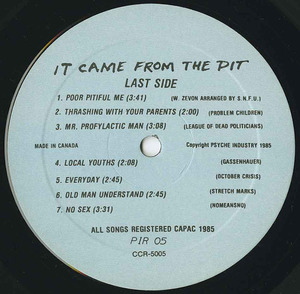 IT CAME FROM THE PIT
LAST SIDE
1. POOR PITIFUL ME (3:41) (W. ZEVON ARRANGED BY S.N.F.U.)
2. THRASHING WITH YOUR PARENTS (2:00) (PROBLEM CHILDREN)
3. MR. PROFYLACTIC MAN (3:08) (LEAGUE OF DEAD POLITICIANS)
MADE IN CANADA Copyright PSYCHE INDUSTRY 1985
4. LOCAL YOUTHS (2:08) (GASSENHAUER)
5. EVERYDAY (2:45) (OCTOBER CRISIS)
6. OLD MAN UNDERSTAND (2:45) (STRETCH MARKS)
7. NO SEX (3:31) (NOMEANSNO)
ALL SONGS REGISTERED CAPAC 1985
PIR 05
CCR-5005